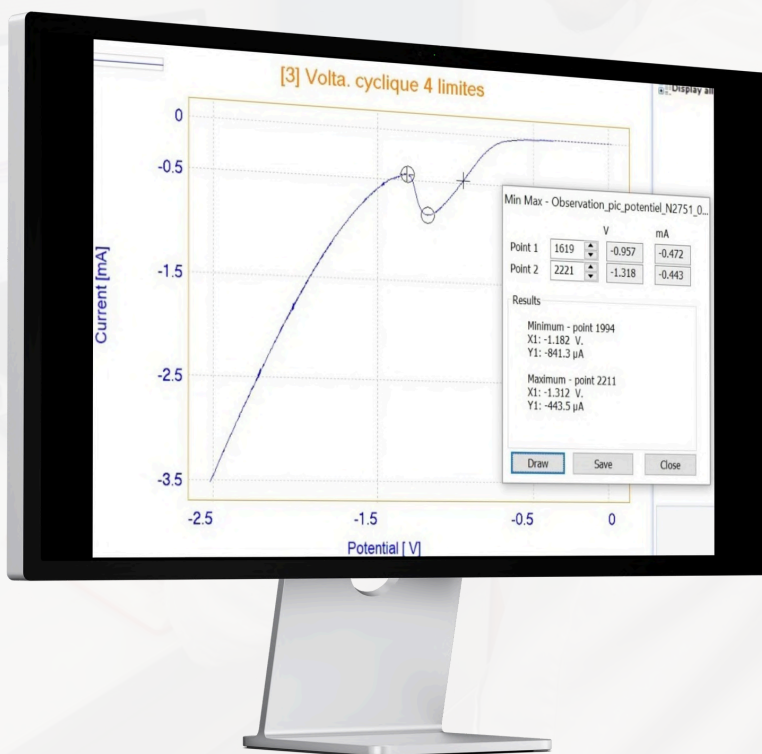 [3] Volta. cyclique 4 limites
Display all
0
-0.5
-1.5
-2.5
-3.5
Current [mA]
-2.5 -1.5 -0.5 0
Potential [ V]
Min Max - Observation_pic_potentiel_N2751_0...
V mA
Point 1 1619 -0.957 -0.472
Point 2 2221 -1.318 -0.443
Results
Minimum - point 1994
X1: -1.182 V.
Y1: -841.3 µA
Maximum - point 2211
X1: -1.312 V.
Y1: -443.5 µA
Draw Save Close